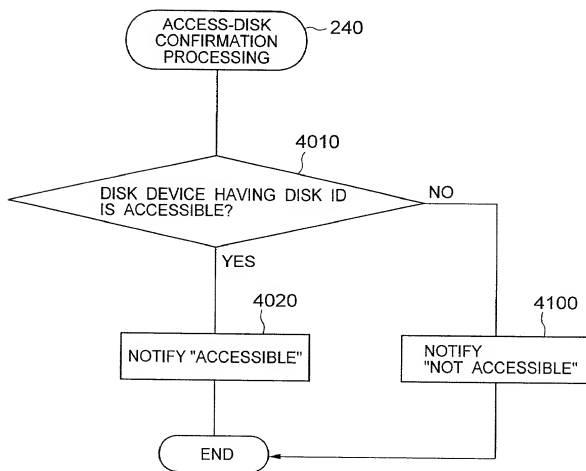 ACCESS-DISK
CONFIRMATION
PROCESSING
240
4010
DISK DEVICE HAVING DISK ID
IS ACCESSIBLE?
NO
YES
4020
NOTIFY "ACCESSIBLE"
4100
NOTIFY
"NOT ACCESSIBLE"
END